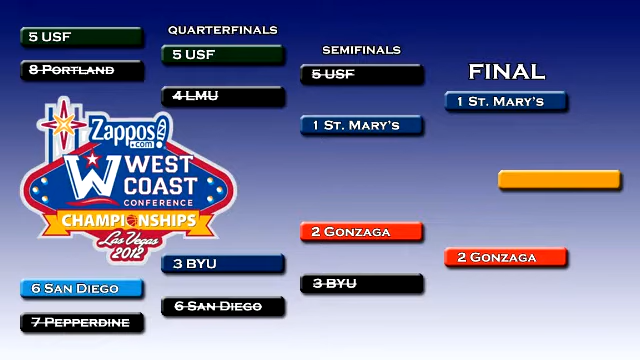 5 USF
8 Portland
QUARTERFINALS
5 USF
4 LMU
SEMIFINALS
5 USF
1 St. Mary's
FINAL
1 St. Mary's
Zappos!
.com
W WEST
COAST
CONFERENCE
CHAMPIONSHIPS
Las Vegas
2012
2 Gonzaga
2 Gonzaga
3 BYU
3 BYU
6 San Diego
6 San Diego
7 Pepperdine